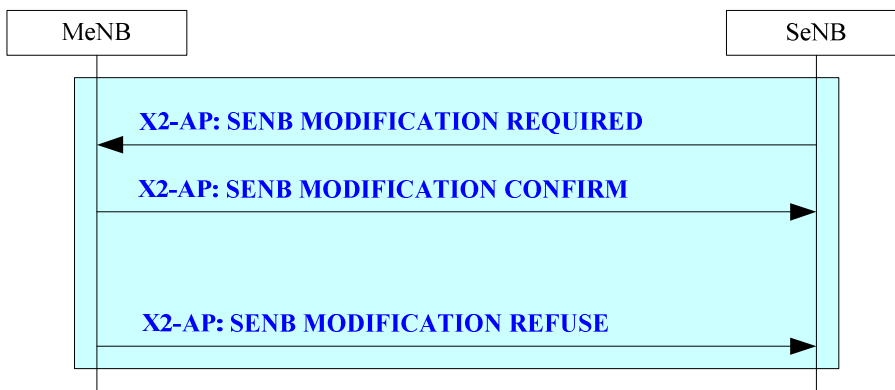 MeNB
SeNB
X2-AP: SENB MODIFICATION REQUIRED
X2-AP: SENB MODIFICATION CONFIRM
X2-AP: SENB MODIFICATION REFUSE